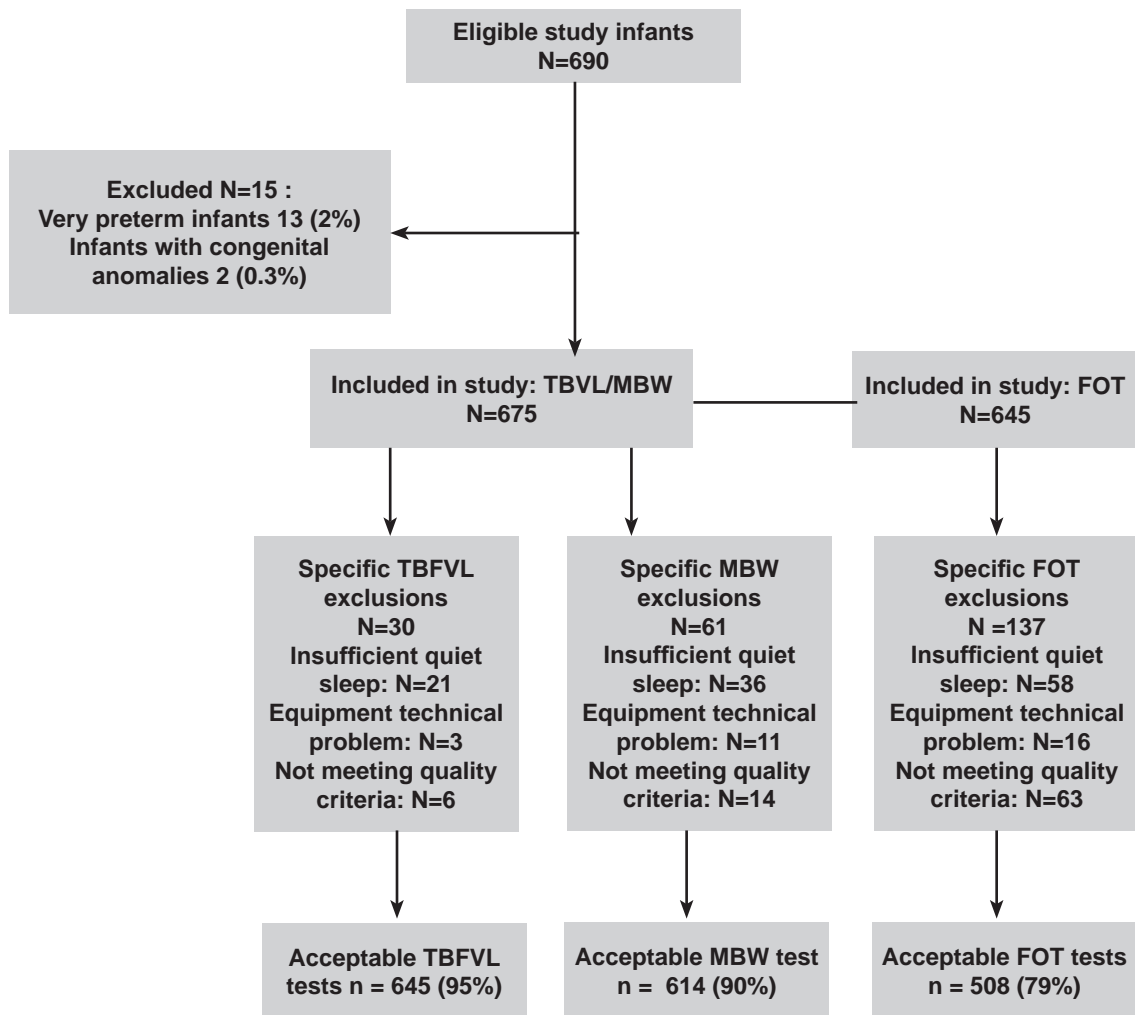 Eligible study infants
N=690
Excluded N=15 :
Very preterm infants 13 (2%)
Infants with congenital
anomalies 2 (0.3%)
Included in study: TBVL/MBW
N=675
Included in study: FOT
N=645
Specific TBFVL
exclusions
N=30
Insufficient quiet
sleep: N=21
Equipment technical
problem: N=3
Not meeting quality
criteria: N=6
Specific MBW
exclusions
N=61
Insufficient quiet
sleep: N=36
Equipment technical
problem: N=11
Not meeting quality
criteria: N=14
Specific FOT
exclusions
N =137
Insufficient quiet
sleep: N=58
Equipment technical
problem: N=16
Not meeting quality
criteria: N=63
Acceptable TBFVL
tests n = 645 (95%)
Acceptable MBW test
n =  614 (90%)
Acceptable FOT tests
n = 508 (79%)